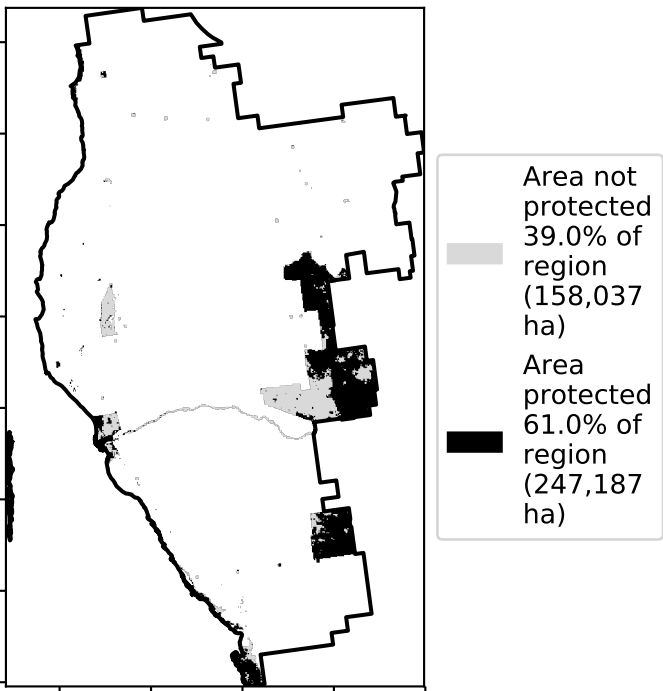 Area not
protected
39.0% of
region
(158,037
ha)
Area
protected
61.0% of
region
(247,187
ha)